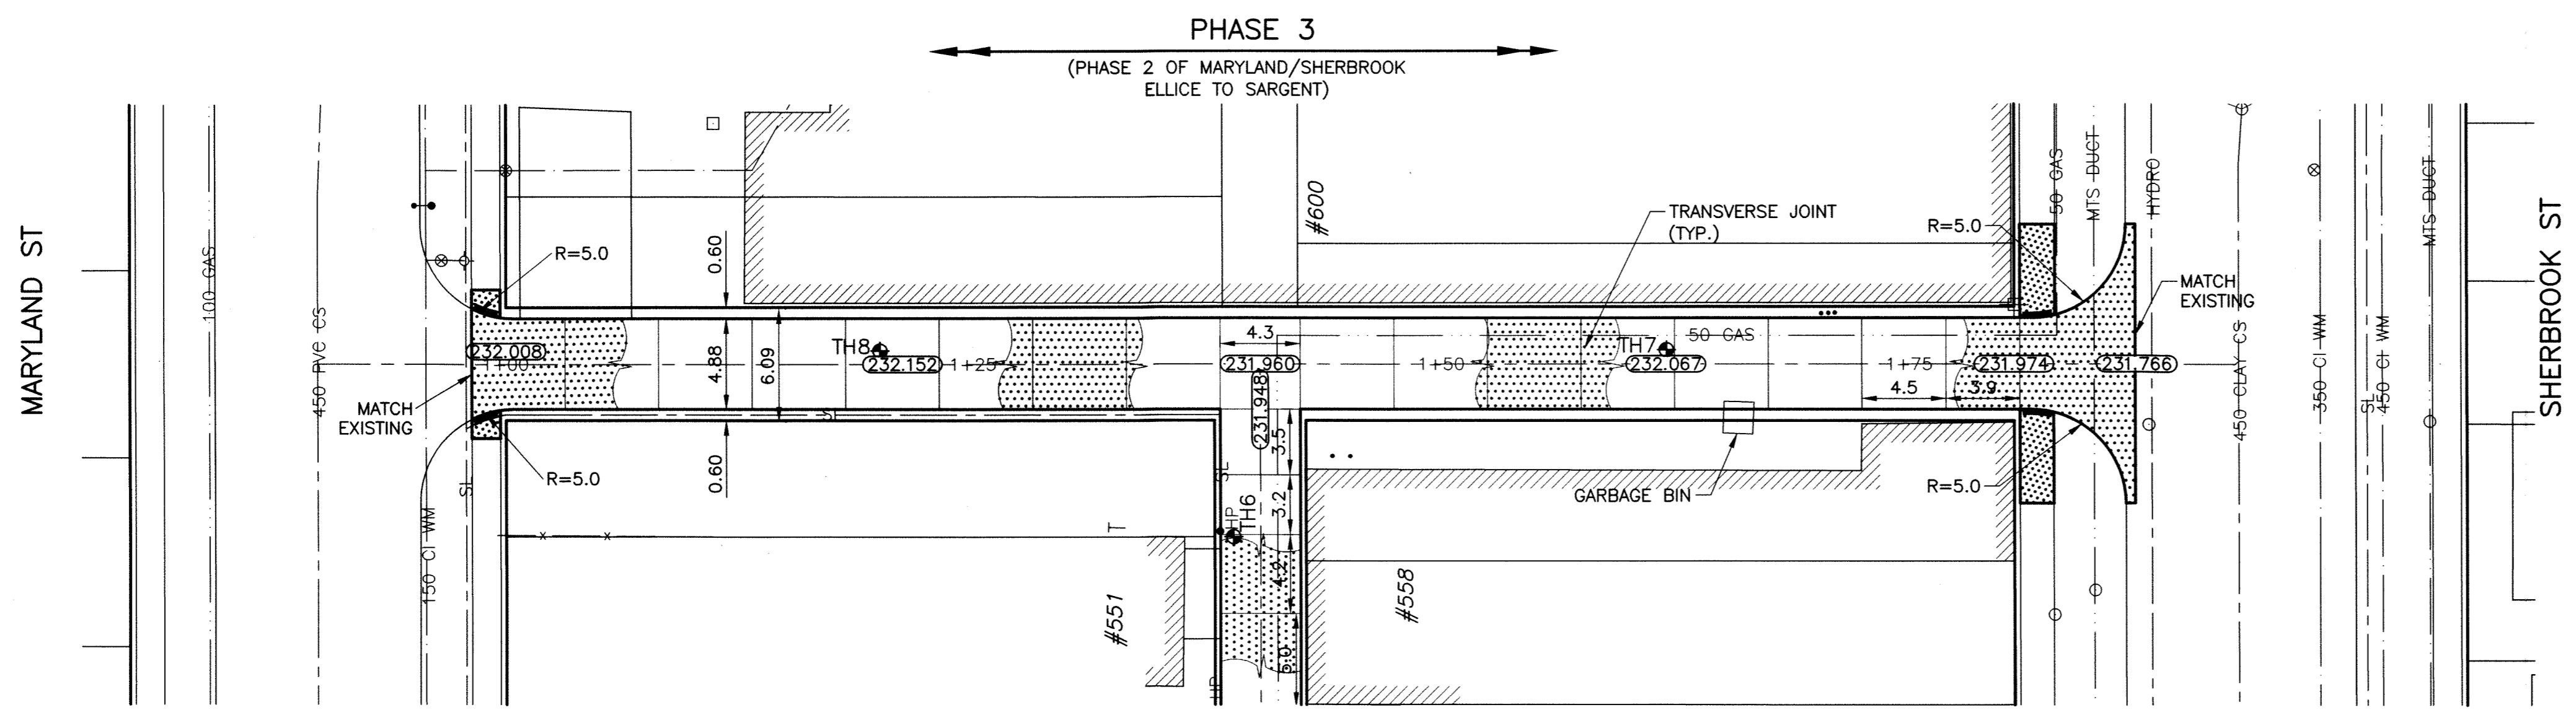 PHASE 3
(PHASE 2 OF MARYLAND/SHERBROOK
ELLICE TO SARGENT)
MARYLAND ST
100 GAS
450 PVC CS
150 CI WM
SL
R=5.0
R=5.0
MATCH
EXISTING
232.008
1+00
0.60
4.88
6.09
0.60
TH8
232.152
1+25
4.3
231.960
231.948
3.5
3.2
4.2
SL
HP
TH6
T
#551
#558
#600
TRANSVERSE JOINT
(TYP.)
1+50
50 GAS
TH7
232.067
1+75
4.5
3.9
231.974
231.766
GARBAGE BIN
R=5.0
R=5.0
MATCH
EXISTING
50 GAS
MTS DUCT
HYDRO
450 CLAY CS
350 CI WM
SL
450 CI WM
MTS DUCT
SHERBROOK ST